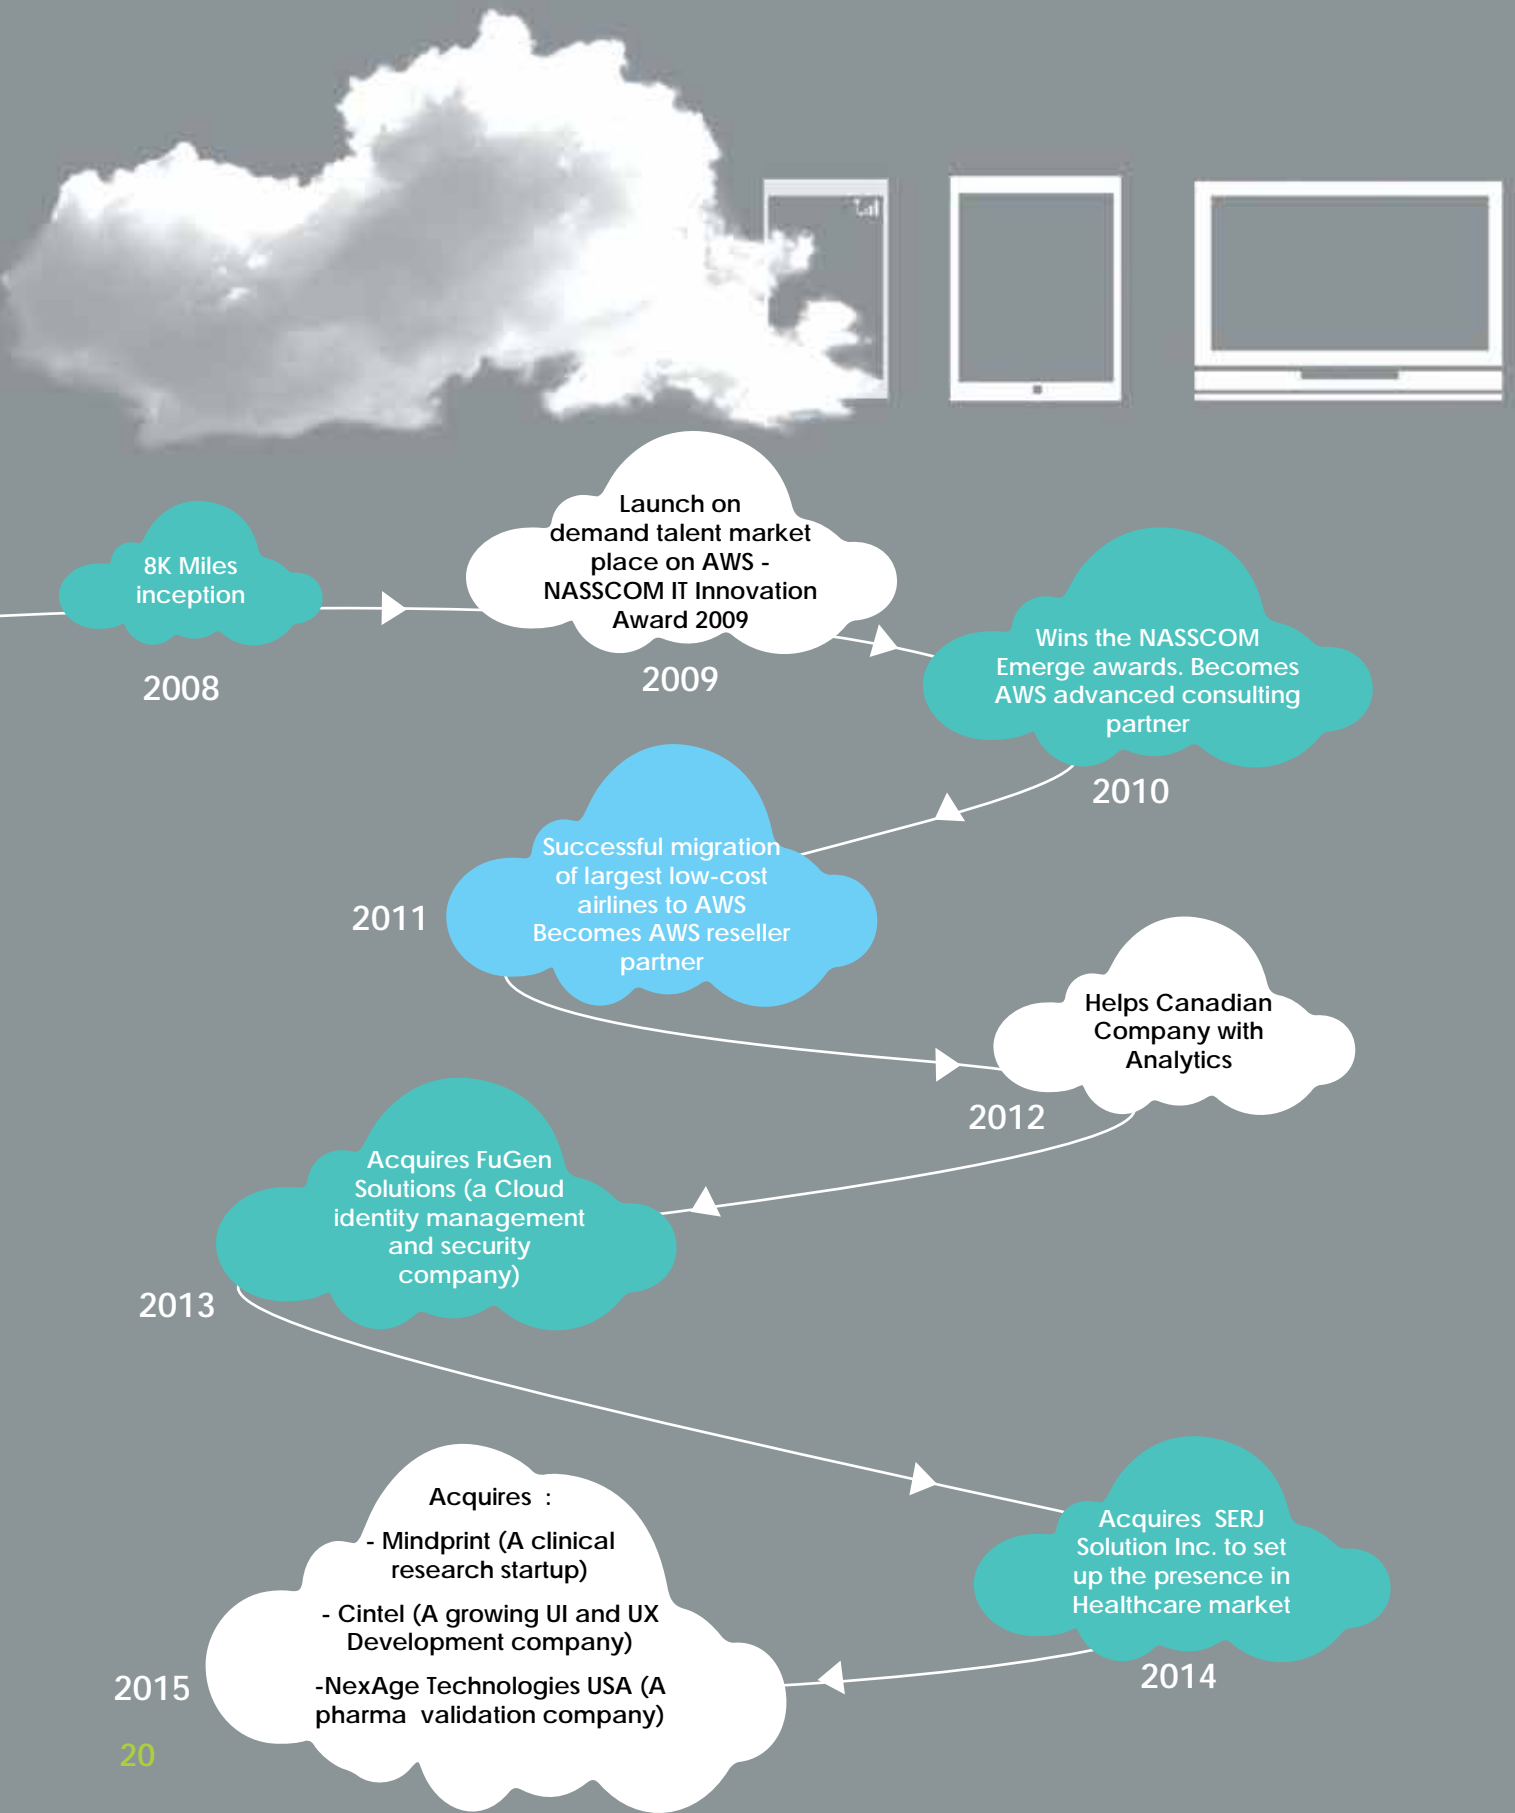 8K Miles
inception
2008
Launch on
demand talent market
place on AWS -
NASSCOM IT Innovation
Award 2009
2009
Wins the NASSCOM
Emerge awards. Becomes
AWS advanced consulting
partner
2010
Successful migration
of largest low-cost
airlines to AWS
Becomes AWS reseller
partner
2011
Helps Canadian
Company with
Analytics
2012
Acquires FuGen
Solutions (a Cloud
identity management
and security
company)
2013
Acquires SERJ
Solution Inc. to set
up the presence in
Healthcare market
2014
Acquires :
- Mindprint (A clinical
research startup)
- Cintel (A growing UI and UX
Development company)
-NexAge Technologies USA (A
pharma validation company)
2015
20